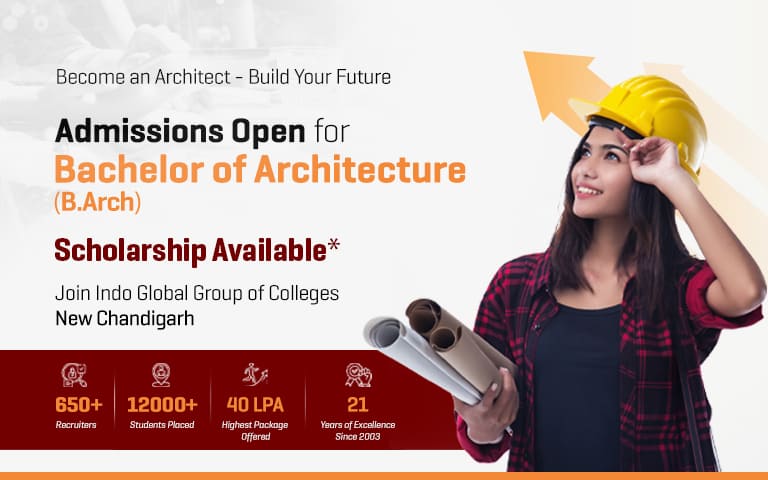 Become an Architect - Build Your Future
Admissions Open for
Bachelor of Architecture
(B.Arch)
Scholarship Available*
Join Indo Global Group of Colleges
New Chandigarh
650+
Recruiters
12000+
Students Placed
40 LPA
Highest Package
Offered
21
Years of Excellence
Since 2003